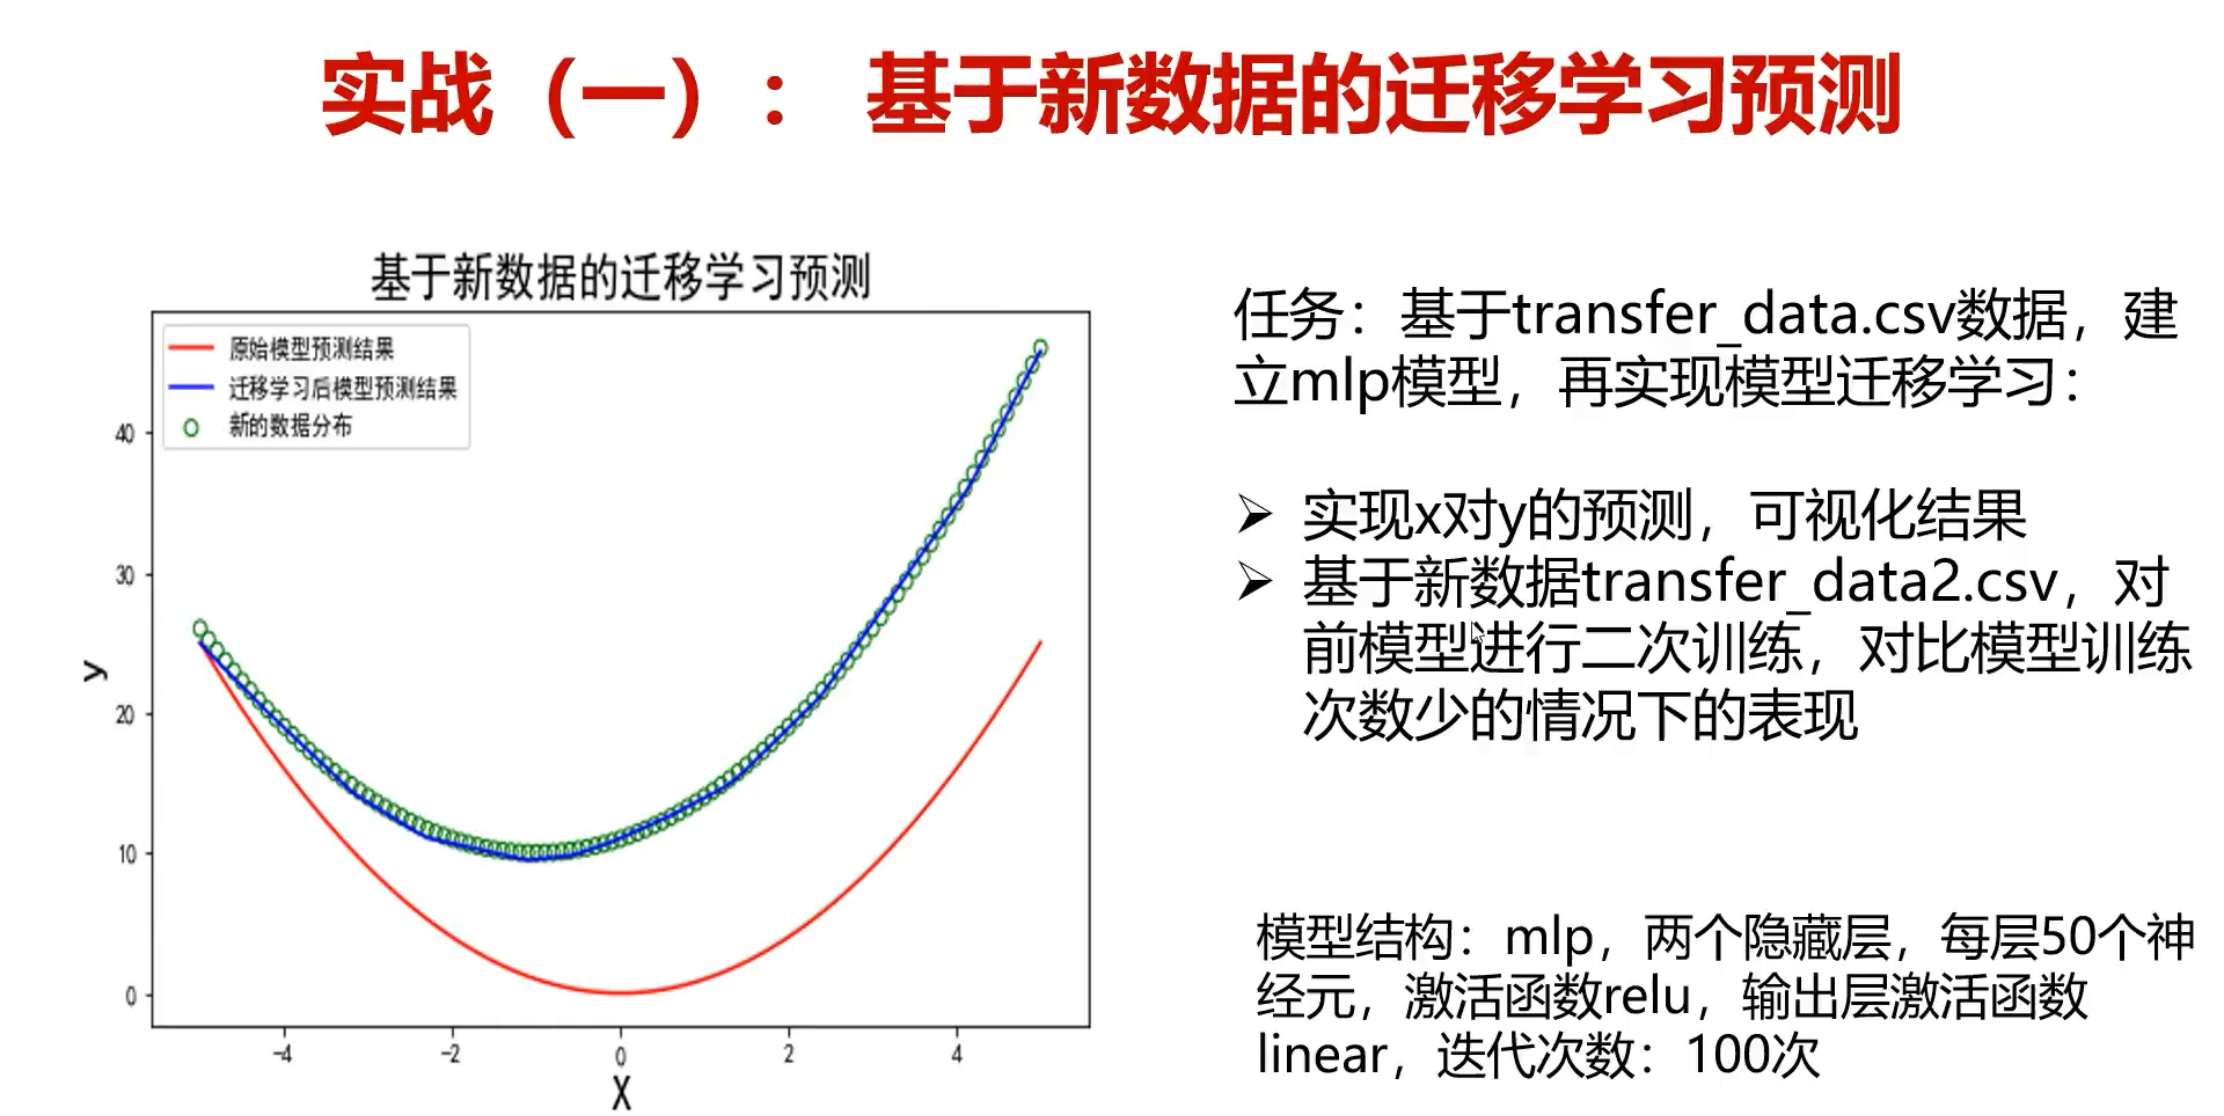 实战（一）： 基于新数据的迁移学习预测
基于新数据的迁移学习预测
原始模型预测结果
迁移学习后模型预测结果
新的数据分布
40
30
20
10
0
y
−4
−2
0
2
4
X
任务：基于transfer_data.csv数据，建
立mlp模型，再实现模型迁移学习：
➢ 实现x对y的预测，可视化结果
➢ 基于新数据transfer_data2.csv，对
前模型进行二次训练，对比模型训练
次数少的情况下的表现
模型结构：mlp，两个隐藏层，每层50个神
经元，激活函数relu，输出层激活函数
linear，迭代次数：100次